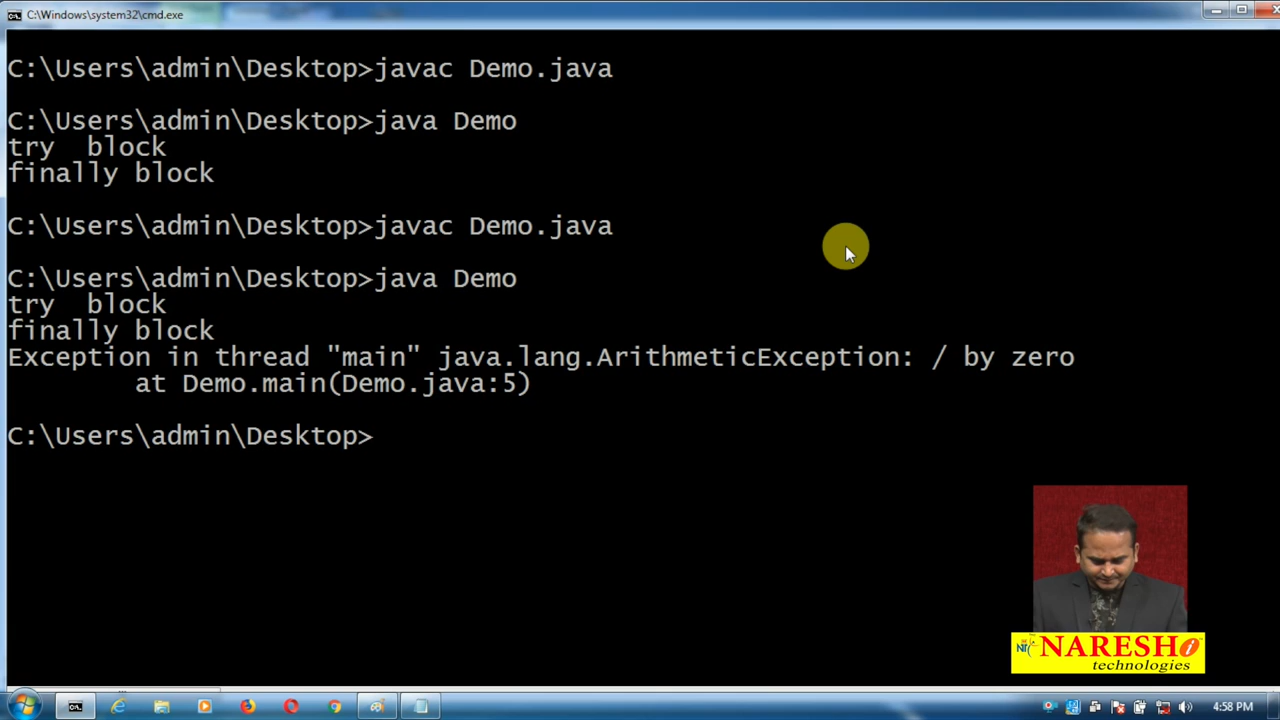 C:\Windows\system32\cmd.exe
C:\Users\admin\Desktop>javac Demo.java
C:\Users\admin\Desktop>java Demo
try  block
finally block
C:\Users\admin\Desktop>javac Demo.java
C:\Users\admin\Desktop>java Demo
try  block
finally block
Exception in thread "main" java.lang.ArithmeticException: / by zero
        at Demo.main(Demo.java:5)
C:\Users\admin\Desktop>
NARESH i
technologies
4:58 PM